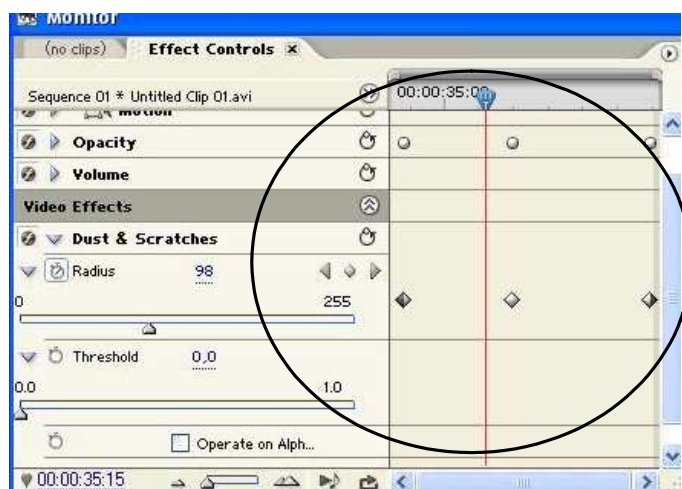 Monitor
(no clips) Effect Controls ×
Sequence 01 * Untitled Clip 01.avi 00:00:35:00
Motion
Opacity
Volume
Video Effects
Dust & Scratches
Radius 98
0 255
Threshold 0,0
0.0 1.0
Operate on Alph...
00:00:35:15